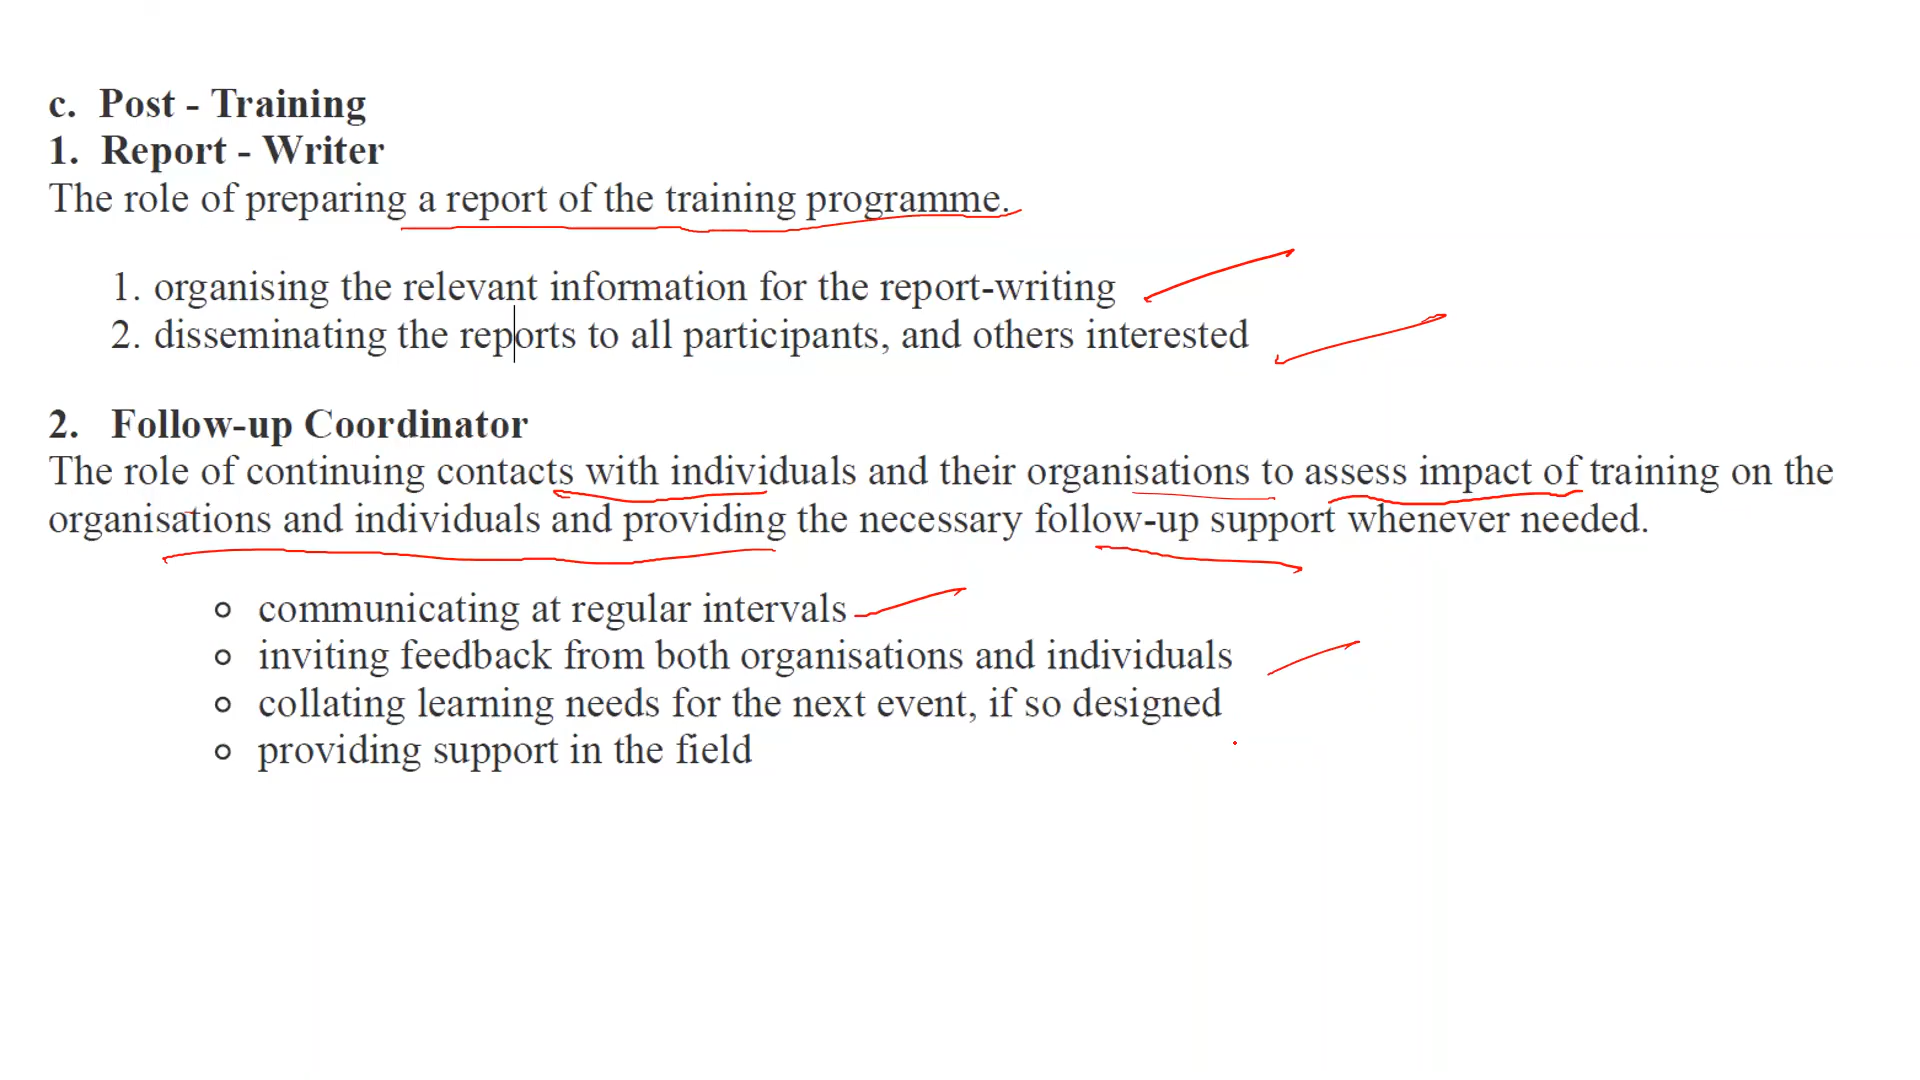 c. Post - Training
1. Report - Writer
The role of preparing a report of the training programme.
1. organising the relevant information for the report-writing
2. disseminating the reports to all participants, and others interested
2. Follow-up Coordinator
The role of continuing contacts with individuals and their organisations to assess impact of training on the
organisations and individuals and providing the necessary follow-up support whenever needed.
○ communicating at regular intervals
○ inviting feedback from both organisations and individuals
○ collating learning needs for the next event, if so designed
○ providing support in the field